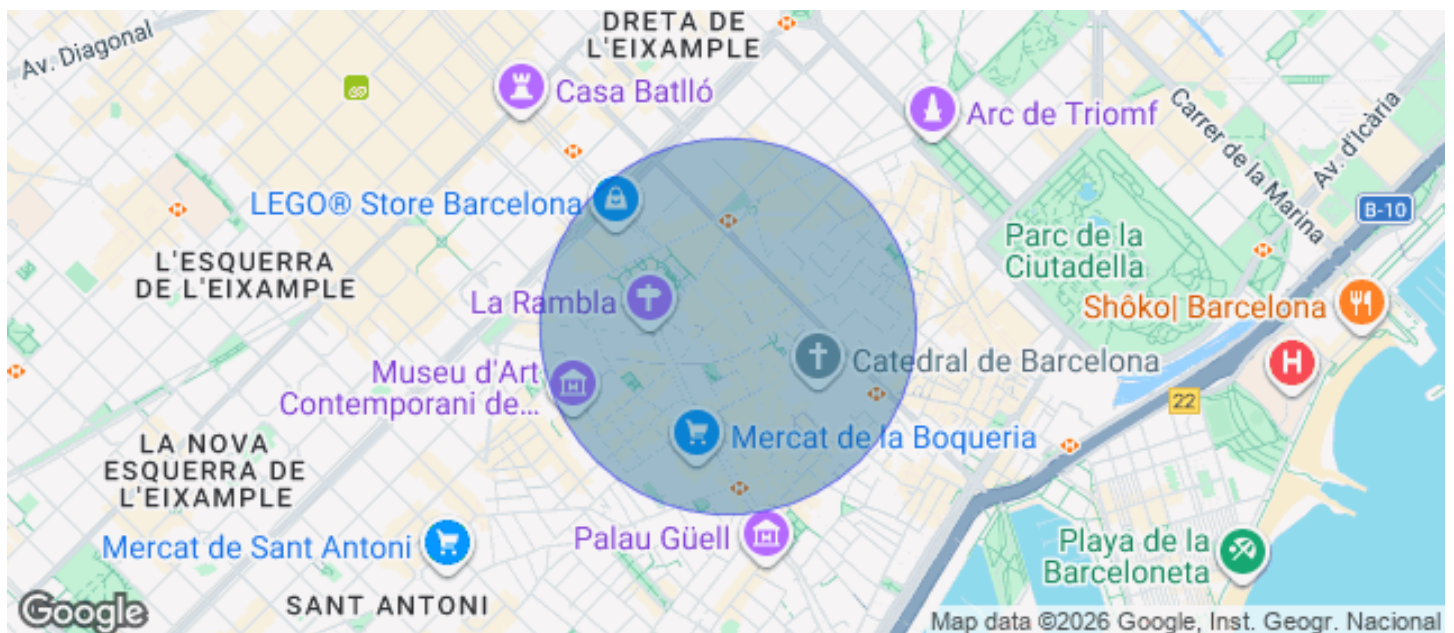 DRETA DE
L'EIXAMPLE
Av. Diagonal
Casa Batlló
Arc de Triomf
Carrer de la Marina
Av. d'Icària
LEGO® Store Barcelona
B-10
Parc de la
Ciutadella
L'ESQUERRA
DE L'EIXAMPLE
La Rambla
Shôko| Barcelona
Catedral de Barcelona
H
Museu d'Art
Contemporani de...
22
Mercat de la Boqueria
LA NOVA
ESQUERRA DE
L'EIXAMPLE
Mercat de Sant Antoni
Palau Güell
Playa de la
Barceloneta
SANT ANTONI
Google
Map data ©2026 Google, Inst. Geogr. Nacional